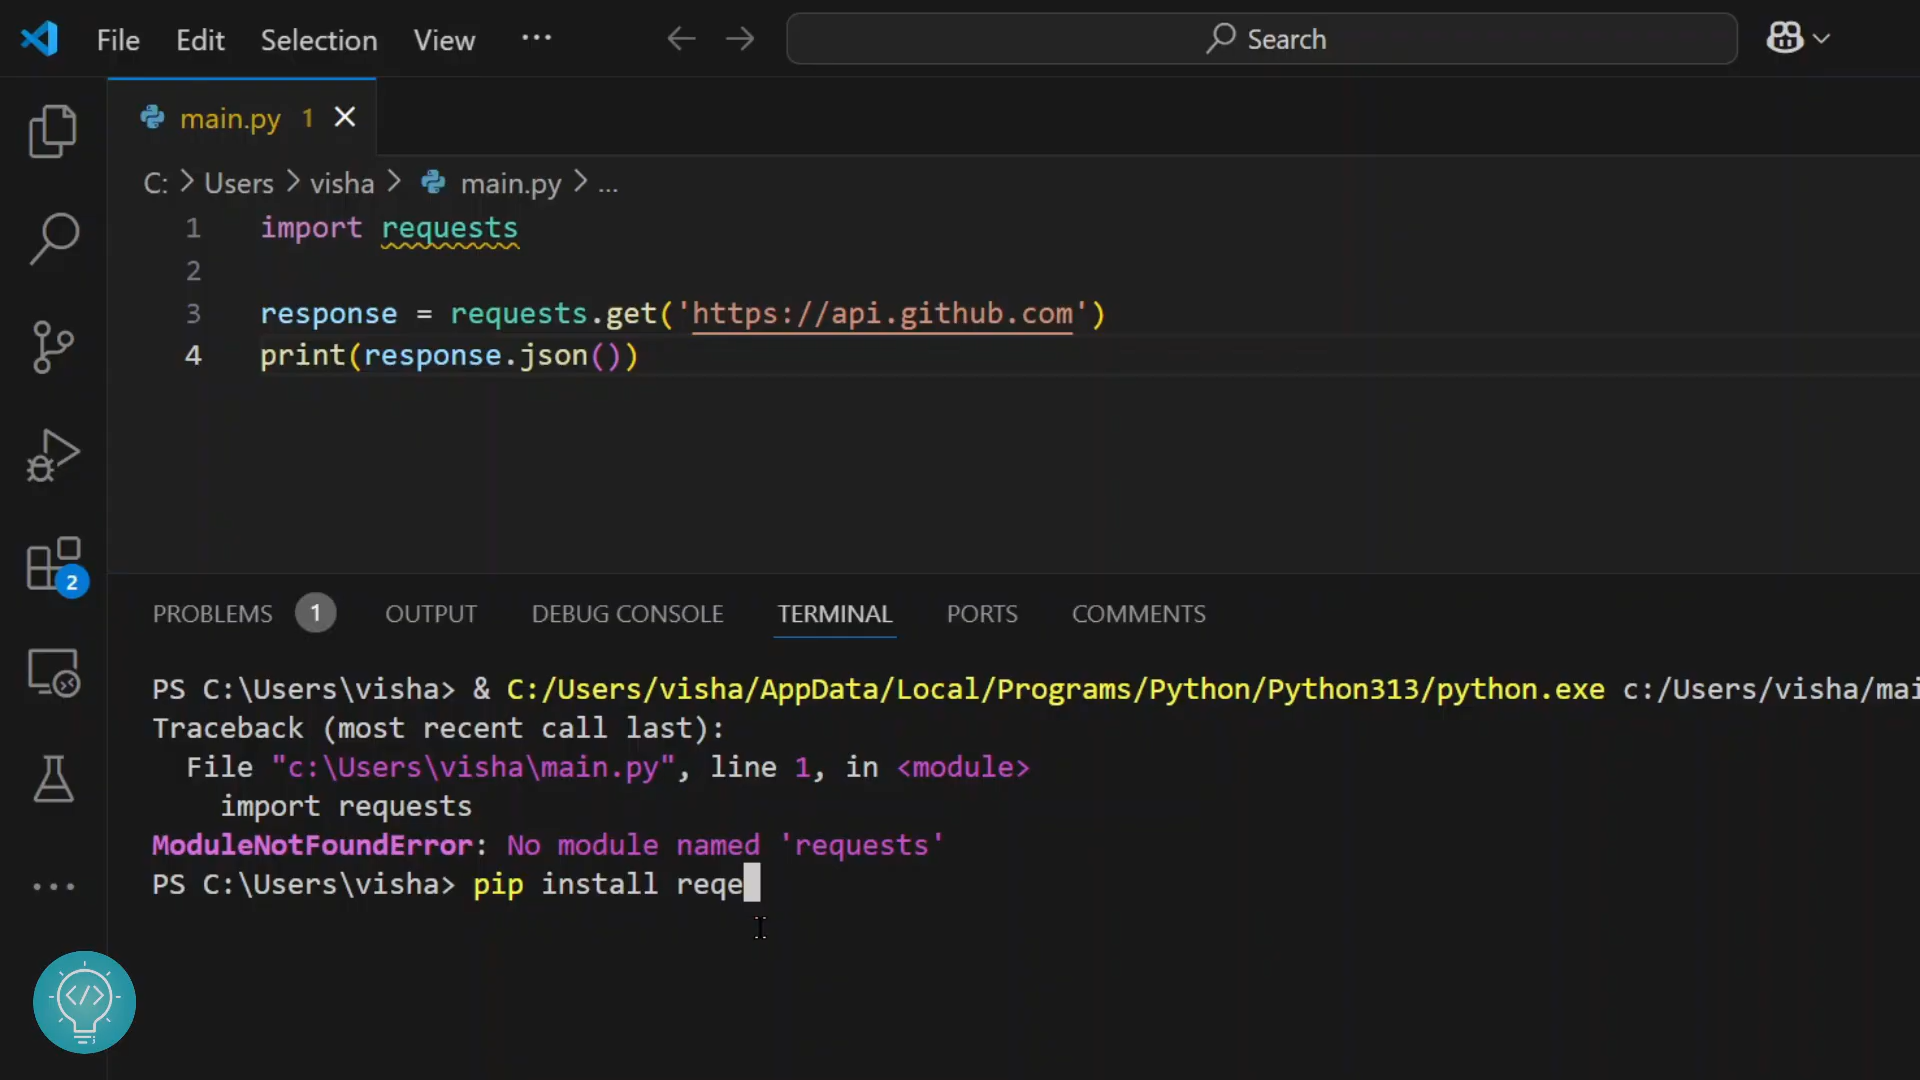 File Edit Selection View ... Search
main.py 1
C: > Users > visha > main.py > ...
1 import requests
2
3 response = requests.get('https://api.github.com')
4 print(response.json())
2
PROBLEMS 1 OUTPUT DEBUG CONSOLE TERMINAL PORTS COMMENTS
PS C:\Users\visha> & C:/Users/visha/AppData/Local/Programs/Python/Python313/python.exe c:/Users/visha/mai
Traceback (most recent call last):
File "c:\Users\visha\main.py", line 1, in <module>
import requests
ModuleNotFoundError: No module named 'requests'
PS C:\Users\visha> pip install reqe
</>